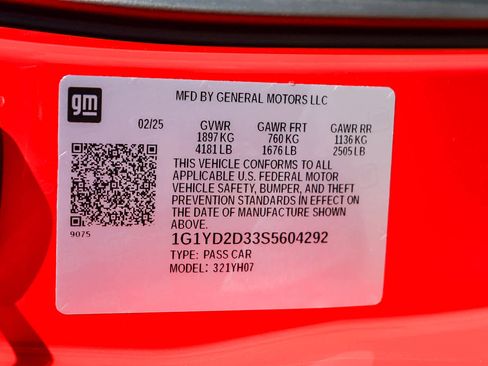 gm
MFD BY GENERAL MOTORS LLC
02/25 GVWR GAWR FRT GAWR RR
1897 KG 760 KG 1136 KG
4181 LB 1676 LB 2505 LB
THIS VEHICLE CONFORMS TO ALL
APPLICABLE U.S. FEDERAL MOTOR
VEHICLE SAFETY, BUMPER, AND THEFT
PREVENTION STANDARDS IN EFFECT ON
THE DATE OF MANUFACTURE SHOWN
ABOVE.
9075
1G1YD2D33S5604292
TYPE: PASS CAR
MODEL: 321YH07